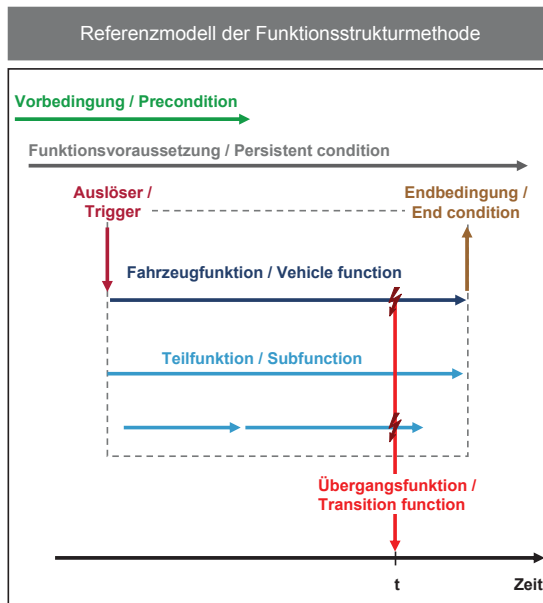 Referenzmodell der Funktionsstrukturmethode
Vorbedingung / Precondition
Funktionsvoraussetzung / Persistent condition
Auslöser /
Trigger
Endbedingung /
End condition
Fahrzeugfunktion / Vehicle function
Teilfunktion / Subfunction
Übergangsfunktion /
Transition function
t
Zeit